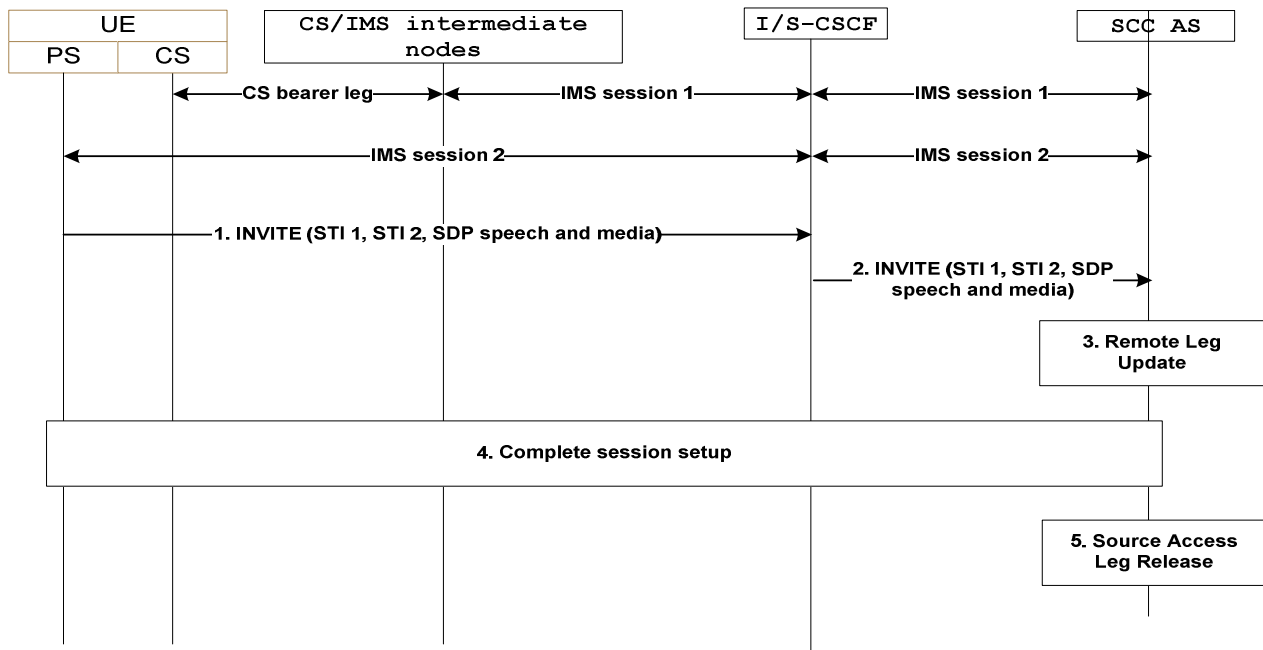 UE
PS
CS
CS/IMS intermediate
nodes
I/S-CSCF
SCC AS
CS bearer leg
IMS session 1
IMS session 1
IMS session 2
IMS session 2
1. INVITE (STI 1, STI 2, SDP speech and media)
2. INVITE (STI 1, STI 2, SDP
speech and media)
3. Remote Leg
Update
4. Complete session setup
5. Source Access
Leg Release